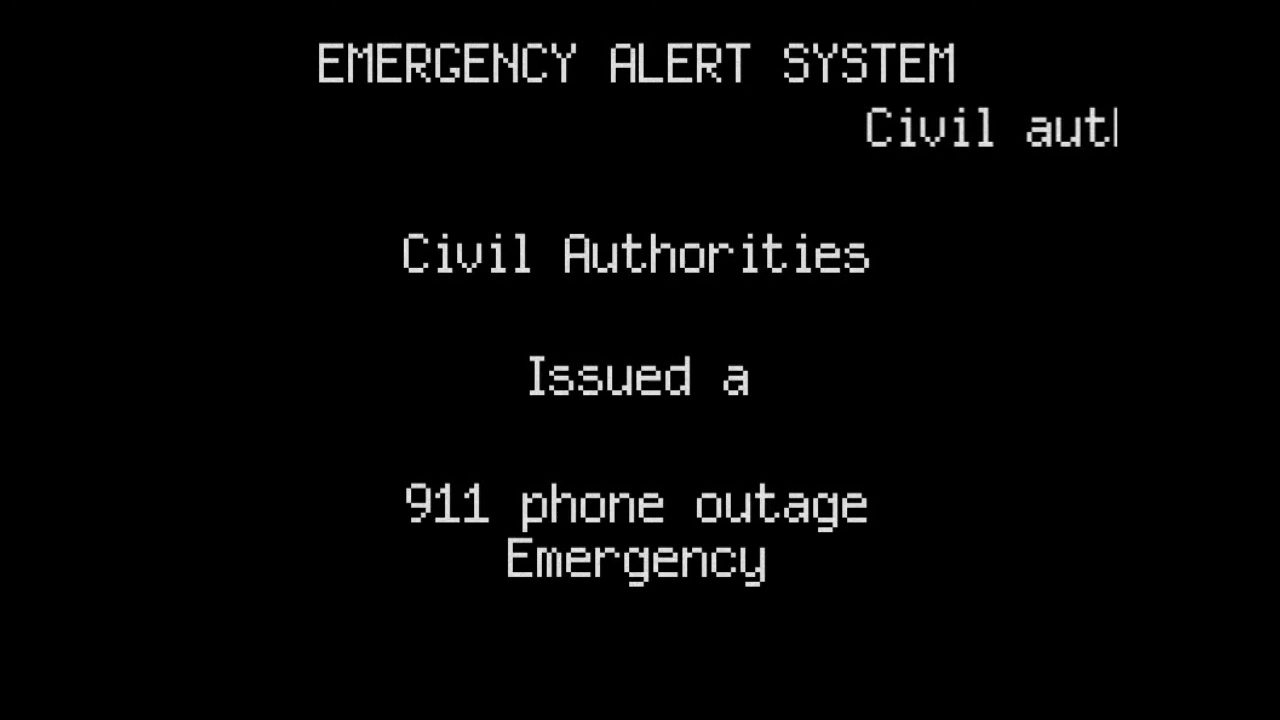 EMERGENCY ALERT SYSTEM
Civil aut
Civil Authorities
Issued a
911 phone outage
Emergency